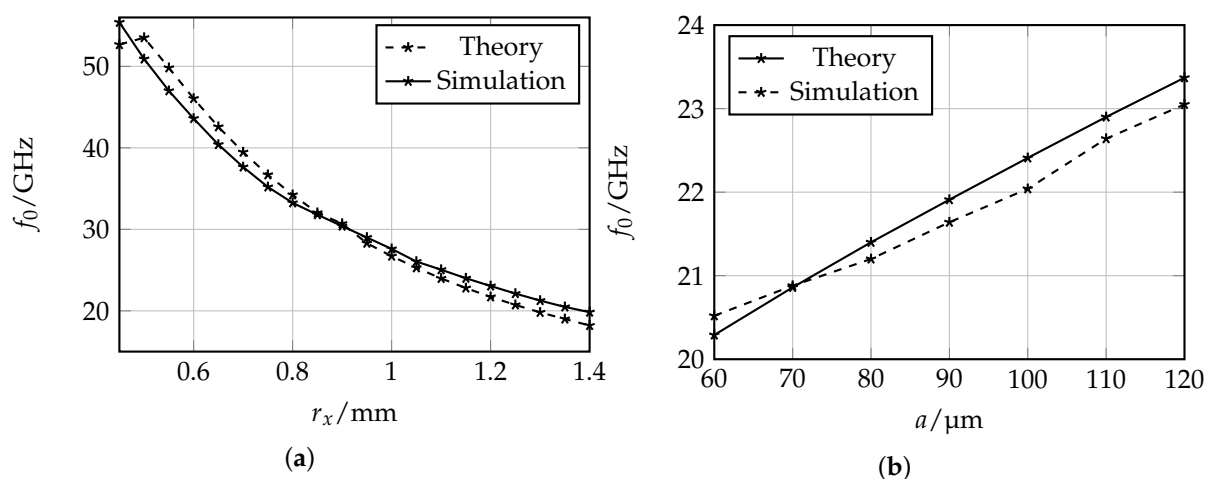 Theory
Simulation
50
40
30
20
f₀/GHz
0.6 0.8 1 1.2 1.4
rₓ/mm
(a)
Theory
Simulation
24
23
22
21
20
f₀/GHz
60 70 80 90 100 110 120
a/µm
(b)